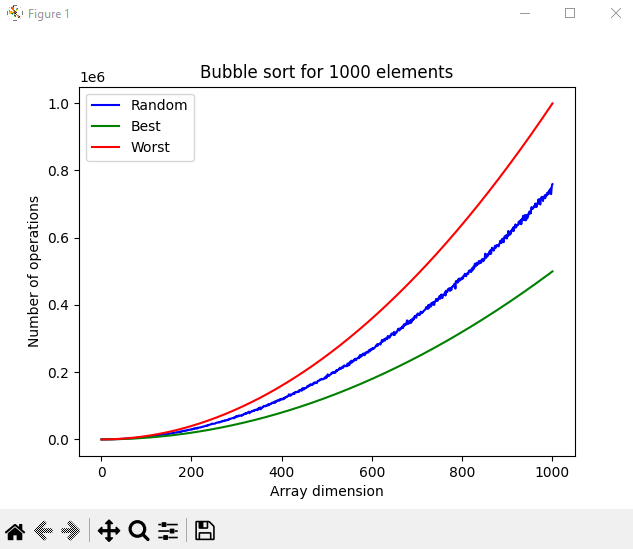 Figure 1
Bubble sort for 1000 elements
1e6
Random
Best
Worst
1.0
0.8
0.6
0.4
0.2
0.0
Number of operations
0 200 400 600 800 1000
Array dimension